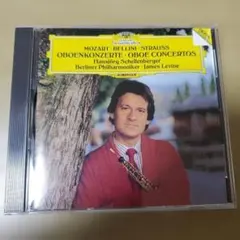 MOZART · BELLINI · STRAUSS
OBOENKONZERTE · OBOE CONCERTOS
Hansjörg Schellenberger
Berliner Philharmoniker · James Levine